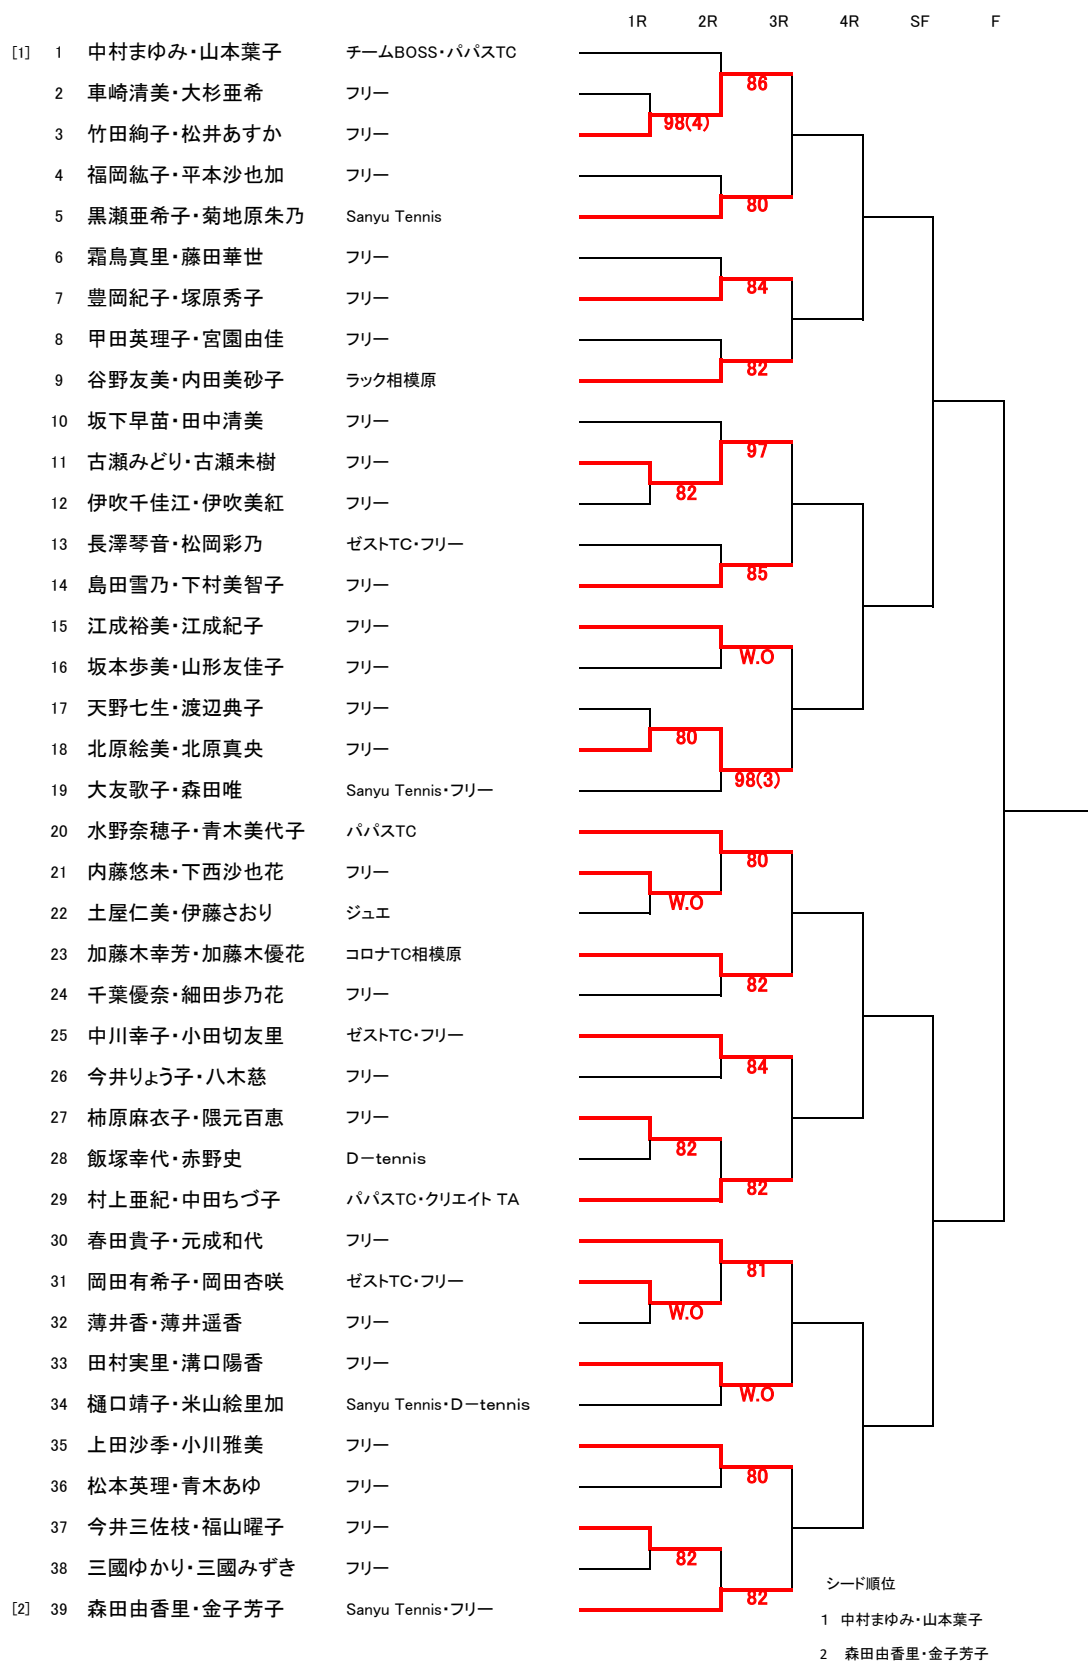 1R 2R 3R 4R SF F
[1] 1 中村まゆみ・山本葉子 チームBOSS・パパスTC
86
2 車崎清美・大杉亜希 フリー
98(4)
3 竹田絢子・松井あすか フリー
4 福岡紘子・平本沙也加 フリー
80
5 黒瀬亜希子・菊地原朱乃 Sanyu Tennis
6 霜鳥真里・藤田華世 フリー
84
7 豊岡紀子・塚原秀子 フリー
8 甲田英理子・宮園由佳 フリー
82
9 谷野友美・内田美砂子 ラック相模原
10 坂下早苗・田中清美 フリー
97
11 古瀬みどり・古瀬未樹 フリー
82
12 伊吹千佳江・伊吹美紅 フリー
13 長澤琴音・松岡彩乃 ゼストTC・フリー
85
14 島田雪乃・下村美智子 フリー
15 江成裕美・江成紀子 フリー
W.O
16 坂本歩美・山形友佳子 フリー
17 天野七生・渡辺典子 フリー
80
18 北原絵美・北原真央 フリー
98(3)
19 大友歌子・森田唯 Sanyu Tennis・フリー
20 水野奈穂子・青木美代子 パパスTC
80
21 内藤悠未・下西沙也花 フリー
W.O
22 土屋仁美・伊藤さおり ジュエ
23 加藤木幸芳・加藤木優花 コロナTC相模原
82
24 千葉優奈・細田歩乃花 フリー
25 中川幸子・小田切友里 ゼストTC・フリー
84
26 今井りょう子・八木慈 フリー
27 柿原麻衣子・隈元百恵 フリー
82
28 飯塚幸代・赤野史 D－tennis
82
29 村上亜紀・中田ちづ子 パパスTC・クリエイト TA
30 春田貴子・元成和代 フリー
81
31 岡田有希子・岡田杏咲 ゼストTC・フリー
W.O
32 薄井香・薄井遥香 フリー
33 田村実里・溝口陽香 フリー
W.O
34 樋口靖子・米山絵里加 Sanyu Tennis・D－tennis
35 上田沙季・小川雅美 フリー
80
36 松本英理・青木あゆ フリー
37 今井三佐枝・福山曜子 フリー
82
38 三國ゆかり・三國みずき フリー
82
シード順位
[2] 39 森田由香里・金子芳子 Sanyu Tennis・フリー
1 中村まゆみ・山本葉子
2 森田由香里・金子芳子